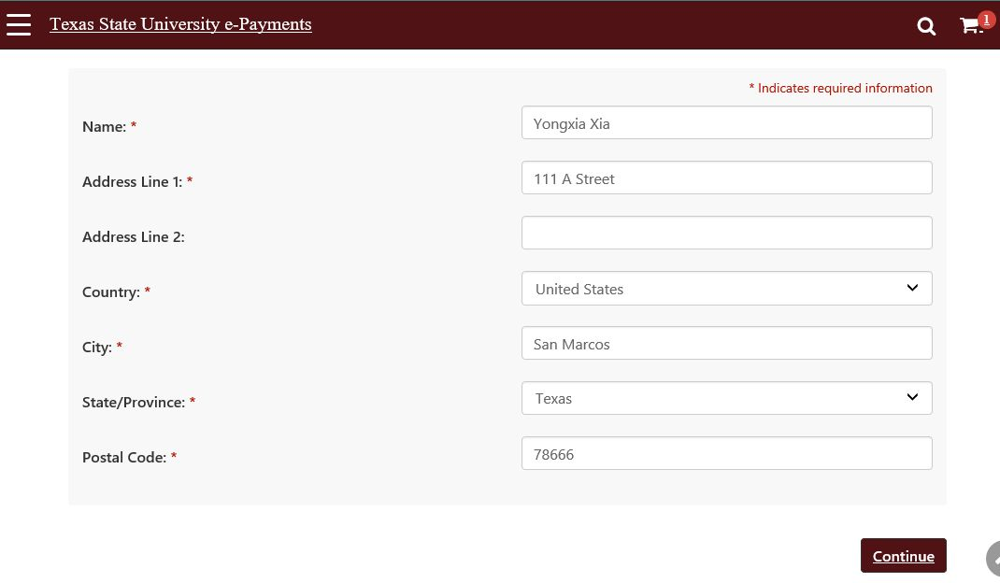 Texas State University e-Payments
1
* Indicates required information
Name: * Yongxia Xia
Address Line 1: * 111 A Street
Address Line 2:
Country: * United States
City: * San Marcos
State/Province: * Texas
Postal Code: * 78666
Continue